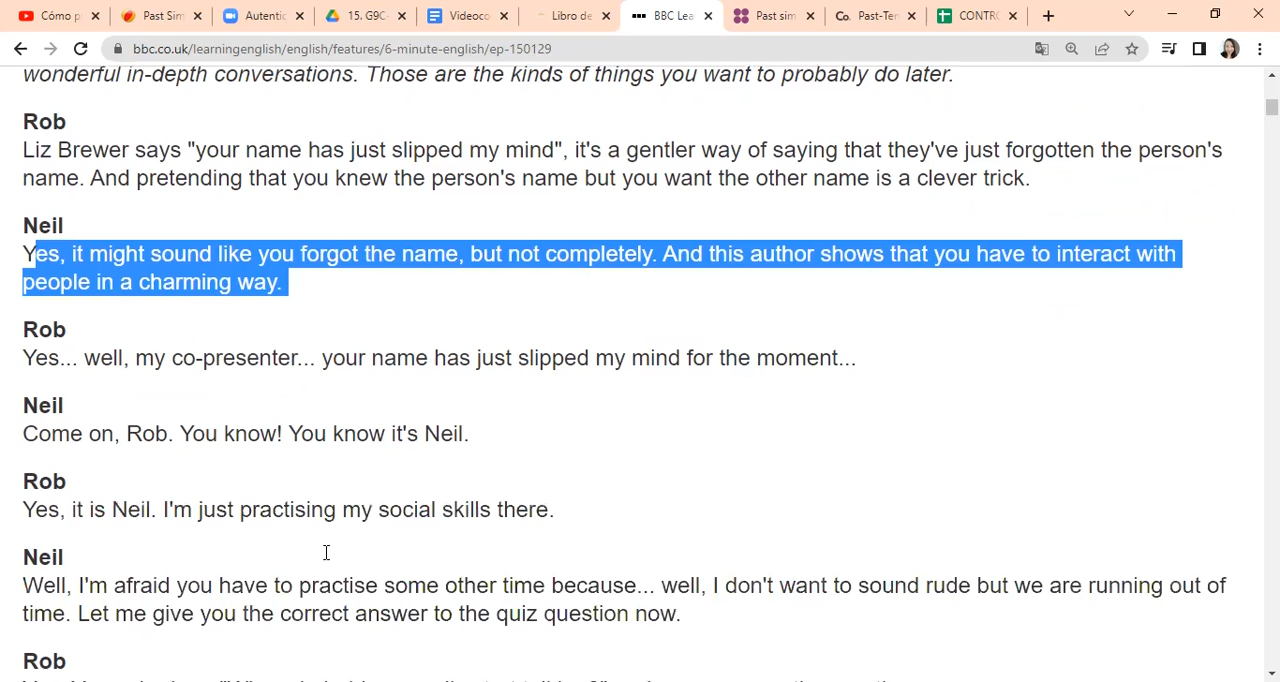 Cómo p
Past Sim
Autentic
15. G9C
Videoco
Libro de
BBC Lea
Past sim
Co.
Past-Ten
CONTRO
bbc.co.uk/learningenglish/english/features/6-minute-english/ep-150129
wonderful in-depth conversations. Those are the kinds of things you want to probably do later.
Rob
Liz Brewer says "your name has just slipped my mind", it's a gentler way of saying that they've just forgotten the person's
name. And pretending that you knew the person's name but you want the other name is a clever trick.
Neil
Yes, it might sound like you forgot the name, but not completely. And this author shows that you have to interact with
people in a charming way.
Rob
Yes... well, my co-presenter... your name has just slipped my mind for the moment...
Neil
Come on, Rob. You know! You know it's Neil.
Rob
Yes, it is Neil. I'm just practising my social skills there.
Neil
Well, I'm afraid you have to practise some other time because... well, I don't want to sound rude but we are running out of
time. Let me give you the correct answer to the quiz question now.
Rob